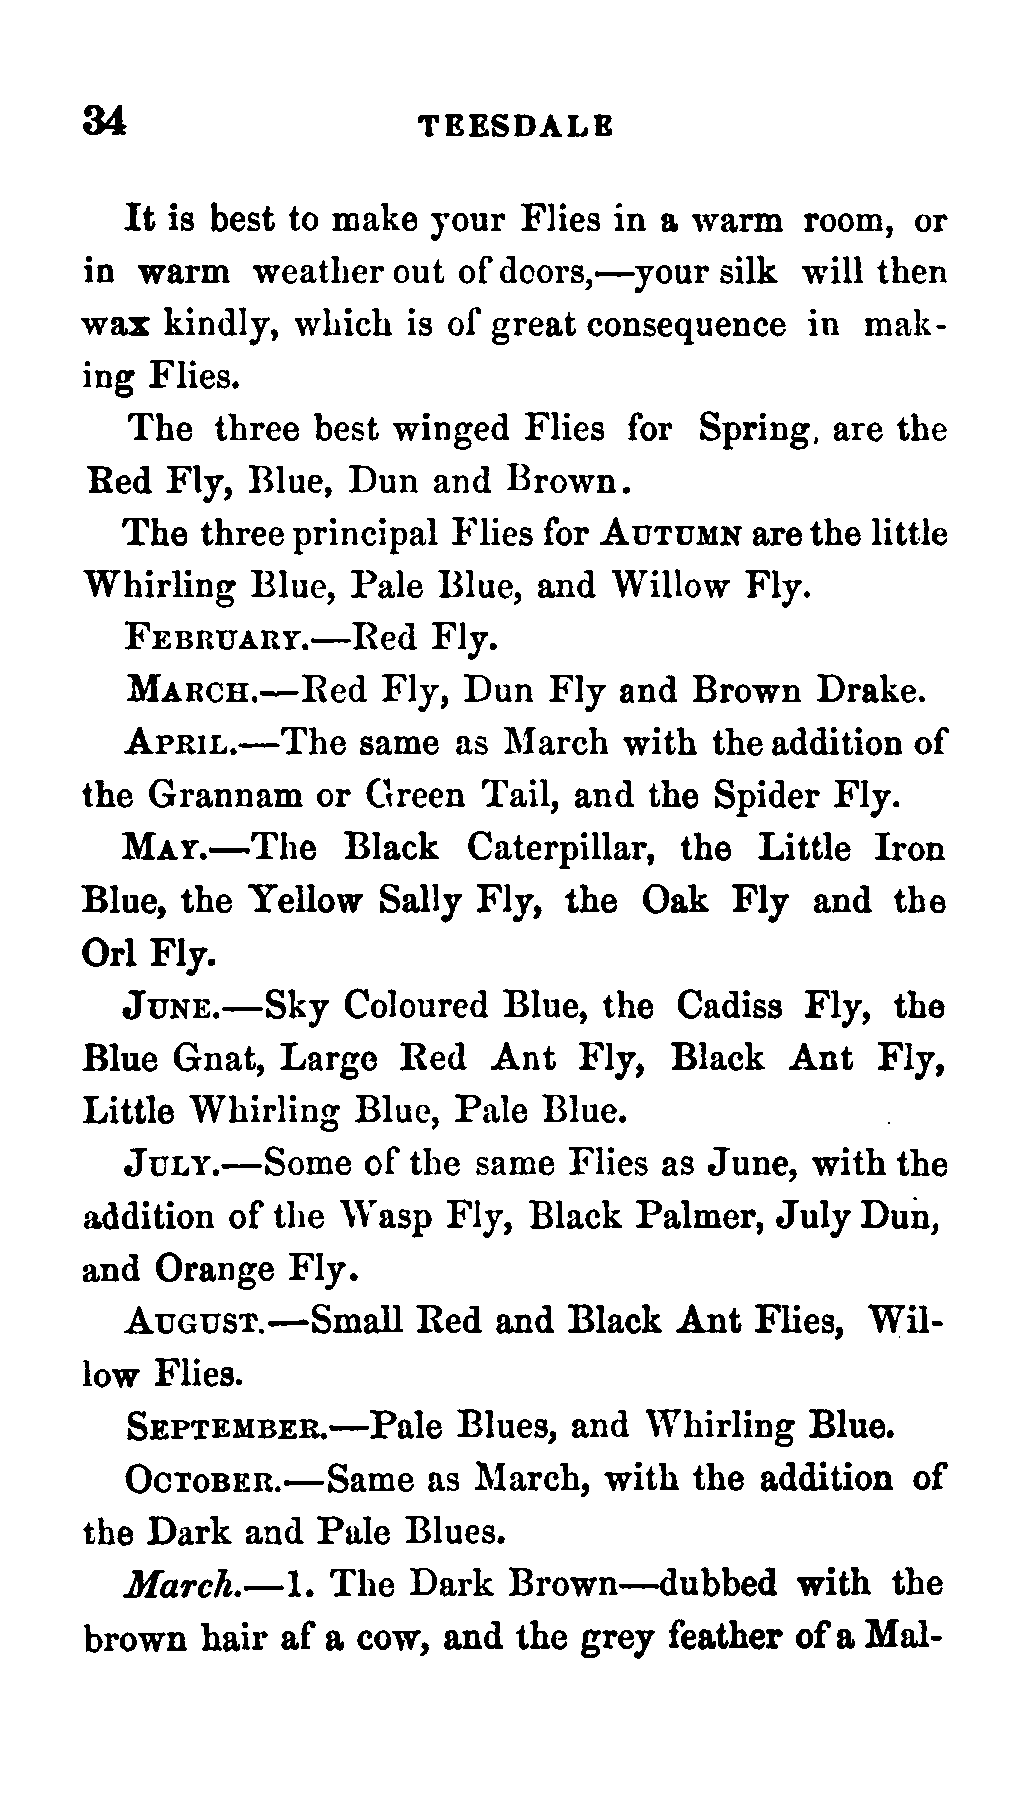 34 TEESDALE
It is best to make your Flies in a warm room, or
in warm weather out of doors,—your silk will then
wax kindly, which is of great consequence in mak-
ing Flies.
The three best winged Flies for Spring, are the
Red Fly, Blue, Dun and Brown.
The three principal Flies for AUTUMN are the little
Whirling Blue, Pale Blue, and Willow Fly.
FEBRUARY.—Red Fly.
MARCH.—Red Fly, Dun Fly and Brown Drake.
APRIL.—The same as March with the addition of
the Grannam or Green Tail, and the Spider Fly.
MAY.—The Black Caterpillar, the Little Iron
Blue, the Yellow Sally Fly, the Oak Fly and the
Orl Fly.
JUNE.—Sky Coloured Blue, the Cadiss Fly, the
Blue Gnat, Large Red Ant Fly, Black Ant Fly,
Little Whirling Blue, Pale Blue.
JULY.—Some of the same Flies as June, with the
addition of the Wasp Fly, Black Palmer, July Dun,
and Orange Fly.
AUGUST.—Small Red and Black Ant Flies, Wil-
low Flies.
SEPTEMBER.—Pale Blues, and Whirling Blue.
OCTOBER.—Same as March, with the addition of
the Dark and Pale Blues.
March.—1. The Dark Brown—dubbed with the
brown hair af a cow, and the grey feather of a Mal-